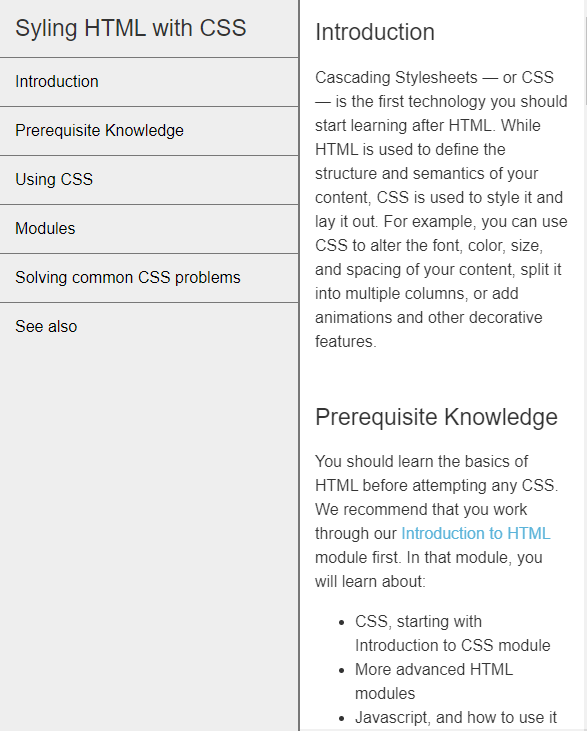 Syling HTML with CSS
Introduction
Prerequisite Knowledge
Using CSS
Modules
Solving common CSS problems
See also
Introduction
Cascading Stylesheets — or CSS
— is the first technology you should
start learning after HTML. While
HTML is used to define the
structure and semantics of your
content, CSS is used to style it and
lay it out. For example, you can use
CSS to alter the font, color, size,
and spacing of your content, split it
into multiple columns, or add
animations and other decorative
features.
Prerequisite Knowledge
You should learn the basics of
HTML before attempting any CSS.
We recommend that you work
through our Introduction to HTML
module first. In that module, you
will learn about:
• CSS, starting with
Introduction to CSS module
• More advanced HTML
modules
• Javascript, and how to use it